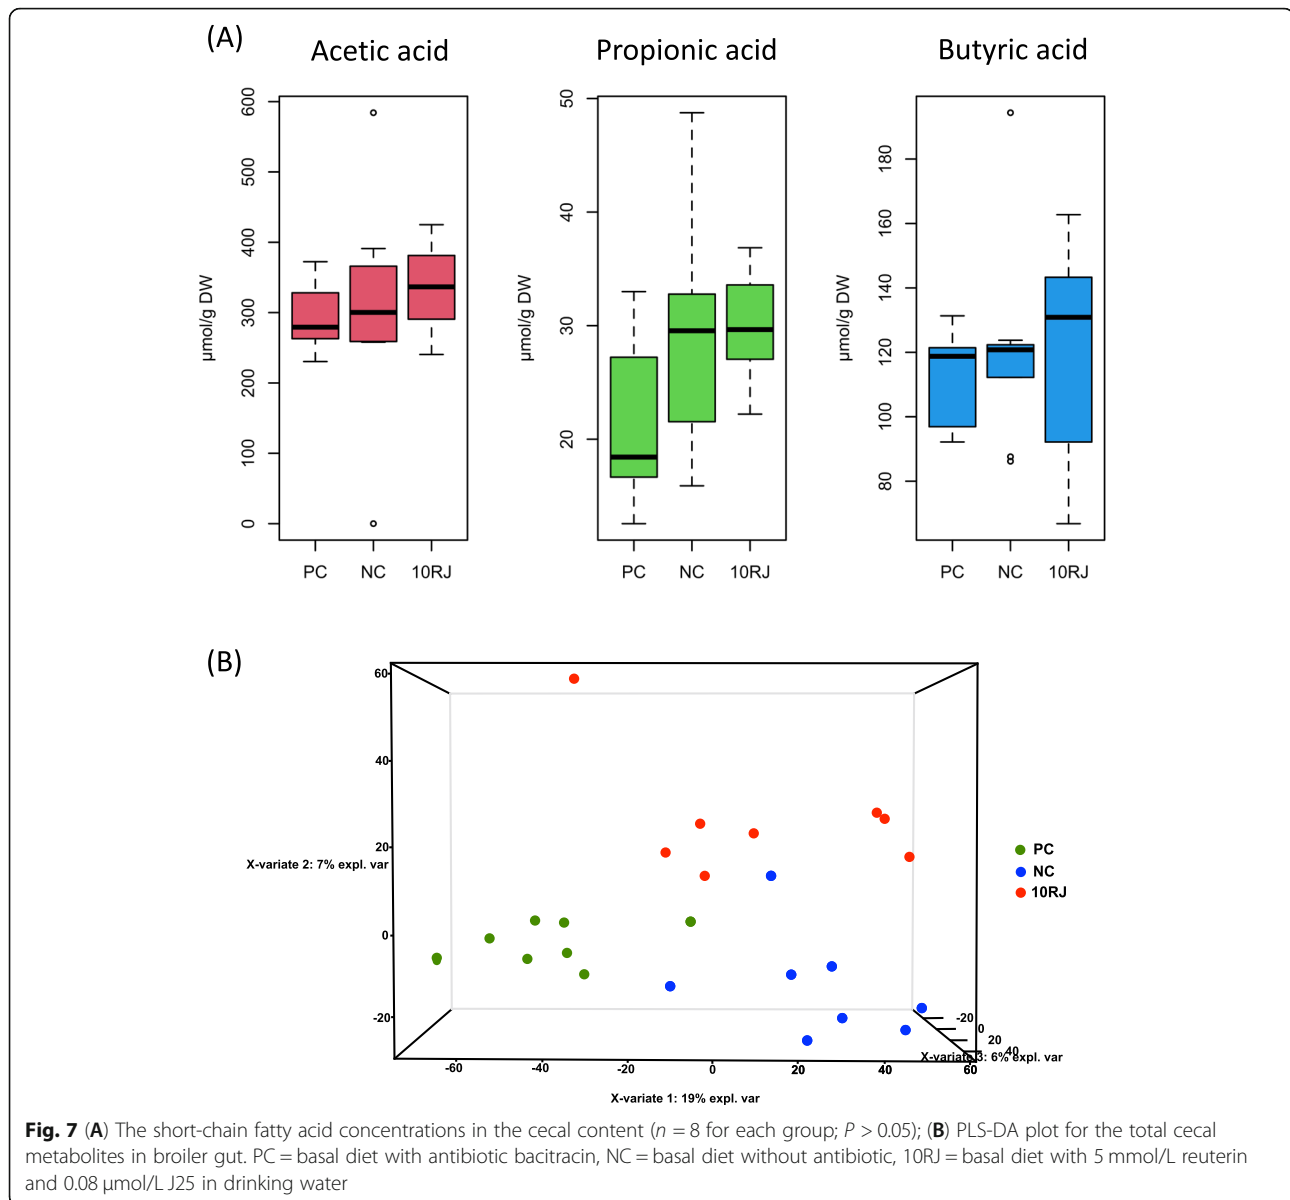 (A)
Acetic acid Propionic acid Butyric acid
600
500
400
300
200
100
0
µmol/g DW
PC NC 10RJ
50
40
30
20
µmol/g DW
PC NC 10RJ
180
160
140
120
100
80
µmol/g DW
PC NC 10RJ
(B)
60
40
20
0
-20
X-variate 2: 7% expl. var
-60 -40 -20 0 20 40 60
X-variate 1: 19% expl. var
-20
0
20
40
X-variate 3: 6% expl. var
PC
NC
10RJ
Fig. 7 (A) The short-chain fatty acid concentrations in the cecal content (n = 8 for each group; P > 0.05); (B) PLS-DA plot for the total cecal
metabolites in broiler gut. PC = basal diet with antibiotic bacitracin, NC = basal diet without antibiotic, 10RJ = basal diet with 5 mmol/L reuterin
and 0.08 µmol/L J25 in drinking water